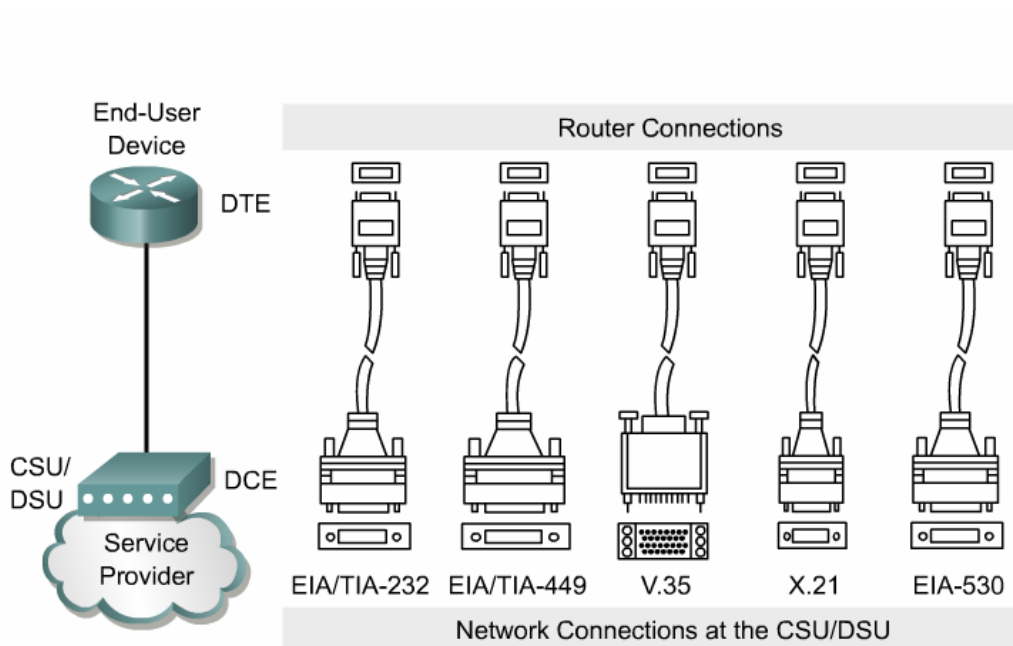 End-User
Device
Router Connections
DTE
CSU/
DSU
DCE
Service
Provider
EIA/TIA-232 EIA/TIA-449 V.35 X.21 EIA-530
Network Connections at the CSU/DSU